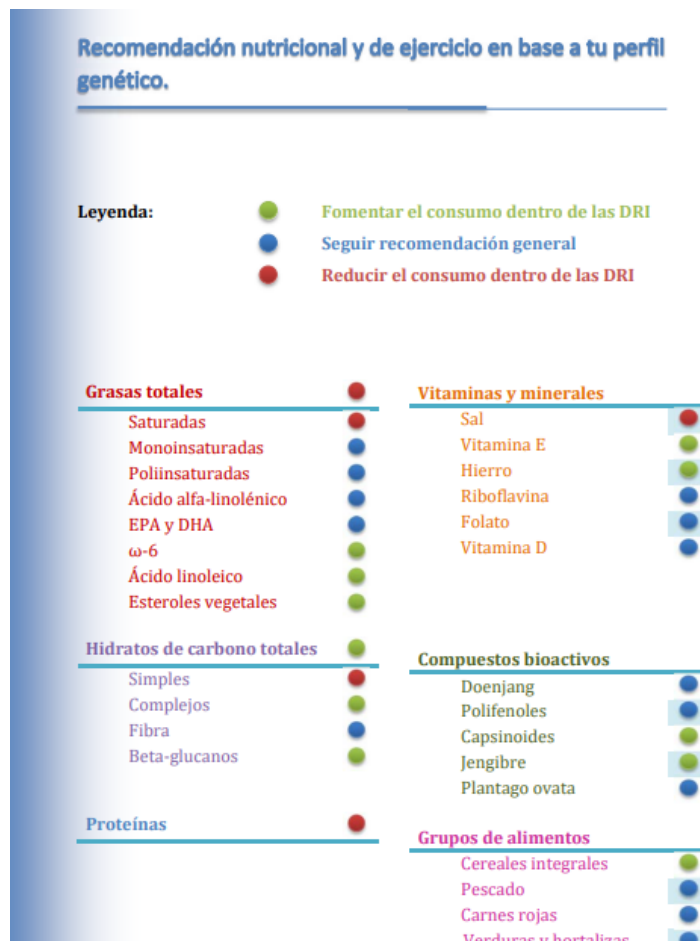 Recomendación nutricional y de ejercicio en base a tu perfil
genético.
Leyenda:
Fomentar el consumo dentro de las DRI
Seguir recomendación general
Reducir el consumo dentro de las DRI
Grasas totales
Saturadas
Monoinsaturadas
Poliinsaturadas
Ácido alfa-linolénico
EPA y DHA
ω-6
Ácido linoleico
Esteroles vegetales
Hidratos de carbono totales
Simples
Complejos
Fibra
Beta-glucanos
Proteínas
Vitaminas y minerales
Sal
Vitamina E
Hierro
Riboflavina
Folato
Vitamina D
Compuestos bioactivos
Doenjang
Polifenoles
Capsinoides
Jengibre
Plantago ovata
Grupos de alimentos
Cereales integrales
Pescado
Carnes rojas
Verduras y hortalizas